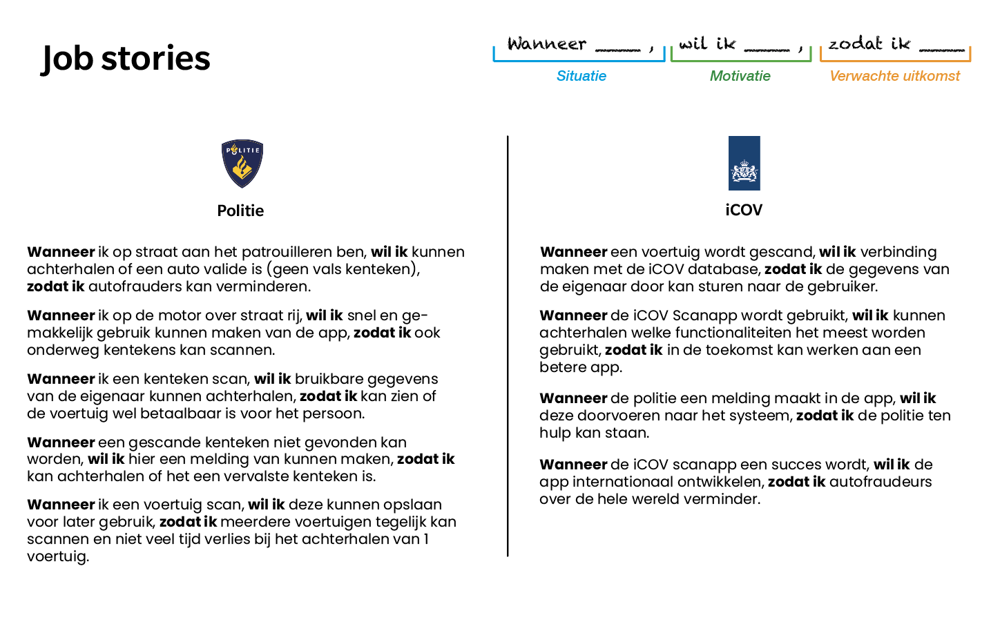 Job stories
Wanneer ____ , wil ik ____ , zodat ik ____
Situatie Motivatie Verwachte uitkomst
POLITIE
Politie
Wanneer ik op straat aan het patrouilleren ben, wil ik kunnen
achterhalen of een auto valide is (geen vals kenteken),
zodat ik autofrauders kan verminderen.
Wanneer ik op de motor over straat rij, wil ik snel en ge-
makkelijk gebruik kunnen maken van de app, zodat ik ook
onderweg kentekens kan scannen.
Wanneer ik een kenteken scan, wil ik bruikbare gegevens
van de eigenaar kunnen achterhalen, zodat ik kan zien of
de voertuig wel betaalbaar is voor het persoon.
Wanneer een gescande kenteken niet gevonden kan
worden, wil ik hier een melding van kunnen maken, zodat ik
kan achterhalen of het een vervalste kenteken is.
Wanneer ik een voertuig scan, wil ik deze kunnen opslaan
voor later gebruik, zodat ik meerdere voertuigen tegelijk kan
scannen en niet veel tijd verlies bij het achterhalen van 1
voertuig.
iCOV
Wanneer een voertuig wordt gescand, wil ik verbinding
maken met de iCOV database, zodat ik de gegevens van
de eigenaar door kan sturen naar de gebruiker.
Wanneer de iCOV Scanapp wordt gebruikt, wil ik kunnen
achterhalen welke functionaliteiten het meest worden
gebruikt, zodat ik in de toekomst kan werken aan een
betere app.
Wanneer de politie een melding maakt in de app, wil ik
deze doorvoeren naar het systeem, zodat ik de politie ten
hulp kan staan.
Wanneer de iCOV scanapp een succes wordt, wil ik de
app internationaal ontwikkelen, zodat ik autofraudeurs
over de hele wereld verminder.